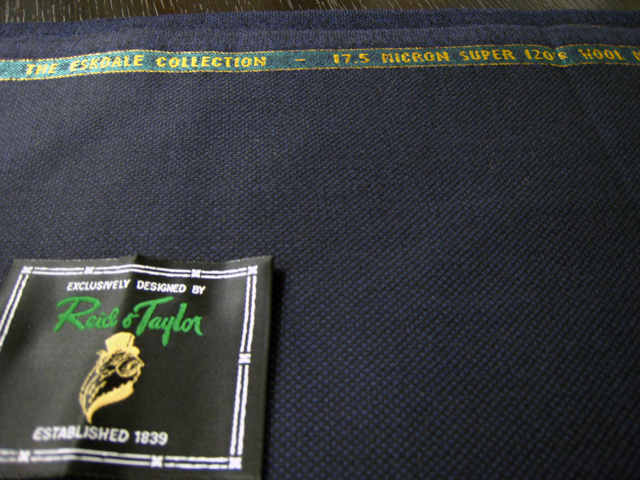 THE ESKDALE COLLECTION - 17.5 MICRON SUPER 120's WOOL
EXCLUSIVELY DESIGNED BY
Reid & Taylor
ESTABLISHED 1839